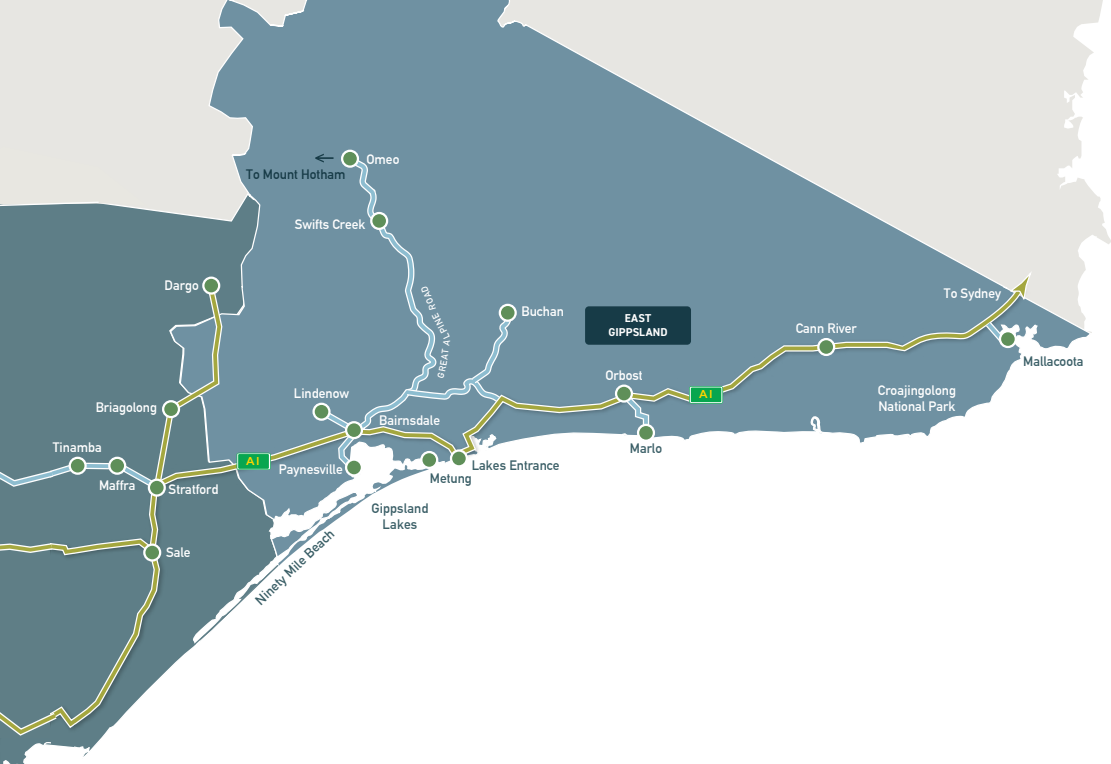 Omeo
To Mount Hotham
Swifts Creek
Dargo
GREAT ALPINE ROAD
Buchan
EAST
GIPPSLAND
To Sydney
Cann River
Mallacoota
Orbost
A1
Croajingolong
National Park
Lindenow
Briagolong
Bairnsdale
Marlo
Tinamba
A1
Paynesville
Lakes Entrance
Metung
Maffra
Stratford
Gippsland
Lakes
Sale
Ninety Mile Beach